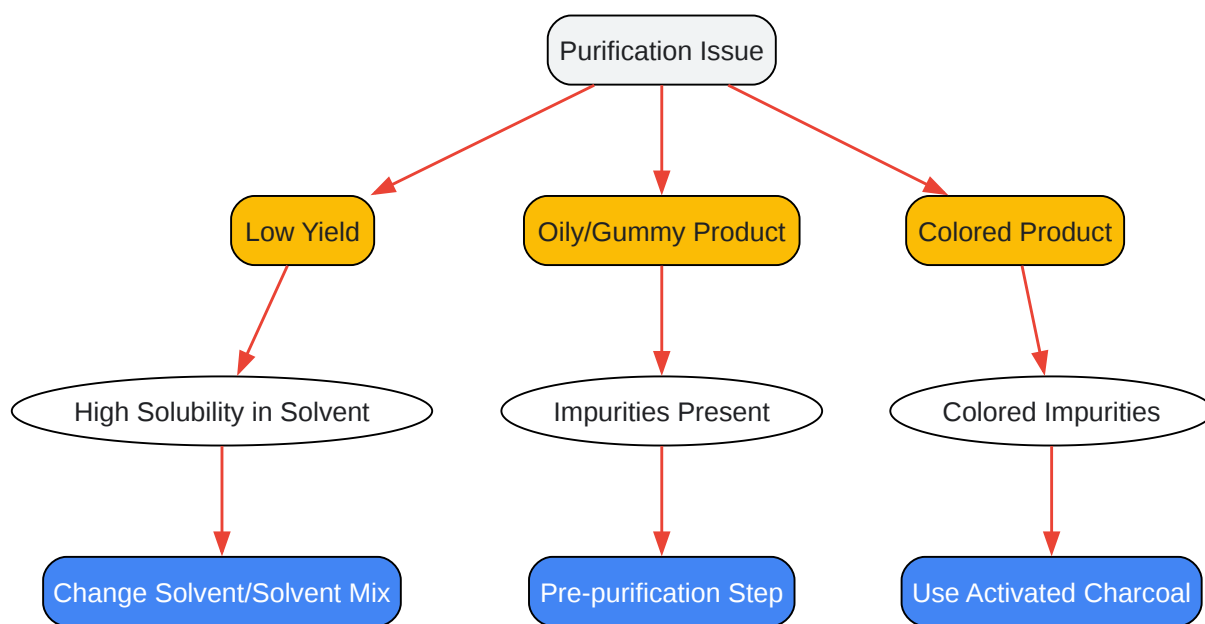 Purification Issue
Low Yield
Oily/Gummy Product
Colored Product
High Solubility in Solvent
Impurities Present
Colored Impurities
Change Solvent/Solvent Mix
Pre-purification Step
Use Activated Charcoal